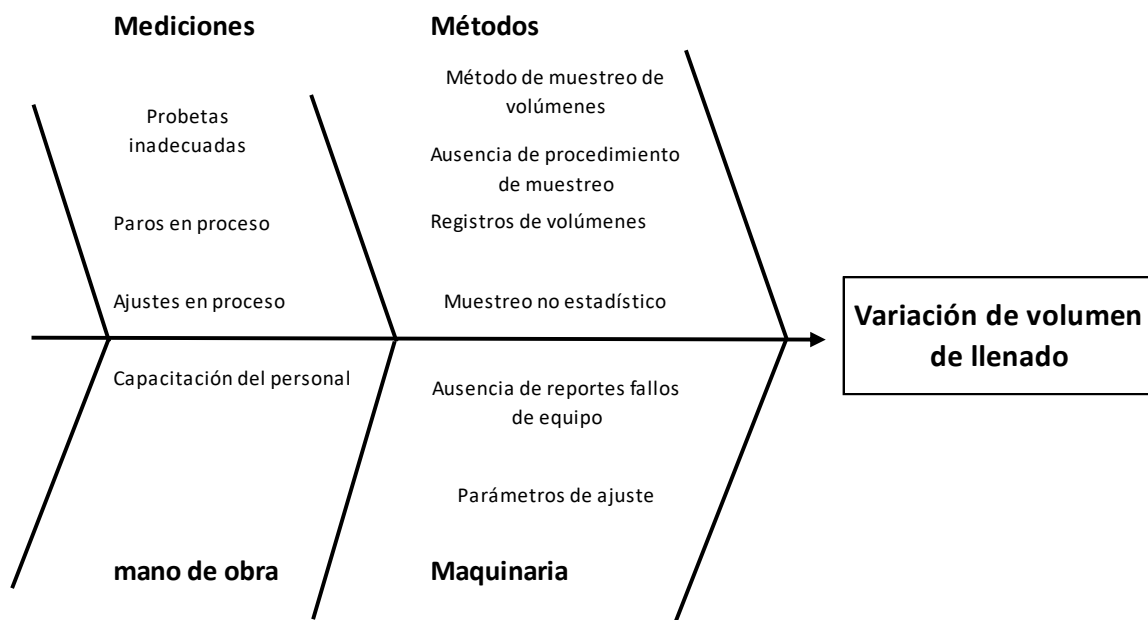 Mediciones
Métodos
Método de muestreo de
volúmenes
Probetas
inadecuadas
Ausencia de procedimiento
de muestreo
Paros en proceso
Registros de volúmenes
Ajustes en proceso
Muestreo no estadístico
Variación de volumen
de llenado
Capacitación del personal
Ausencia de reportes fallos
de equipo
Parámetros de ajuste
mano de obra
Maquinaria